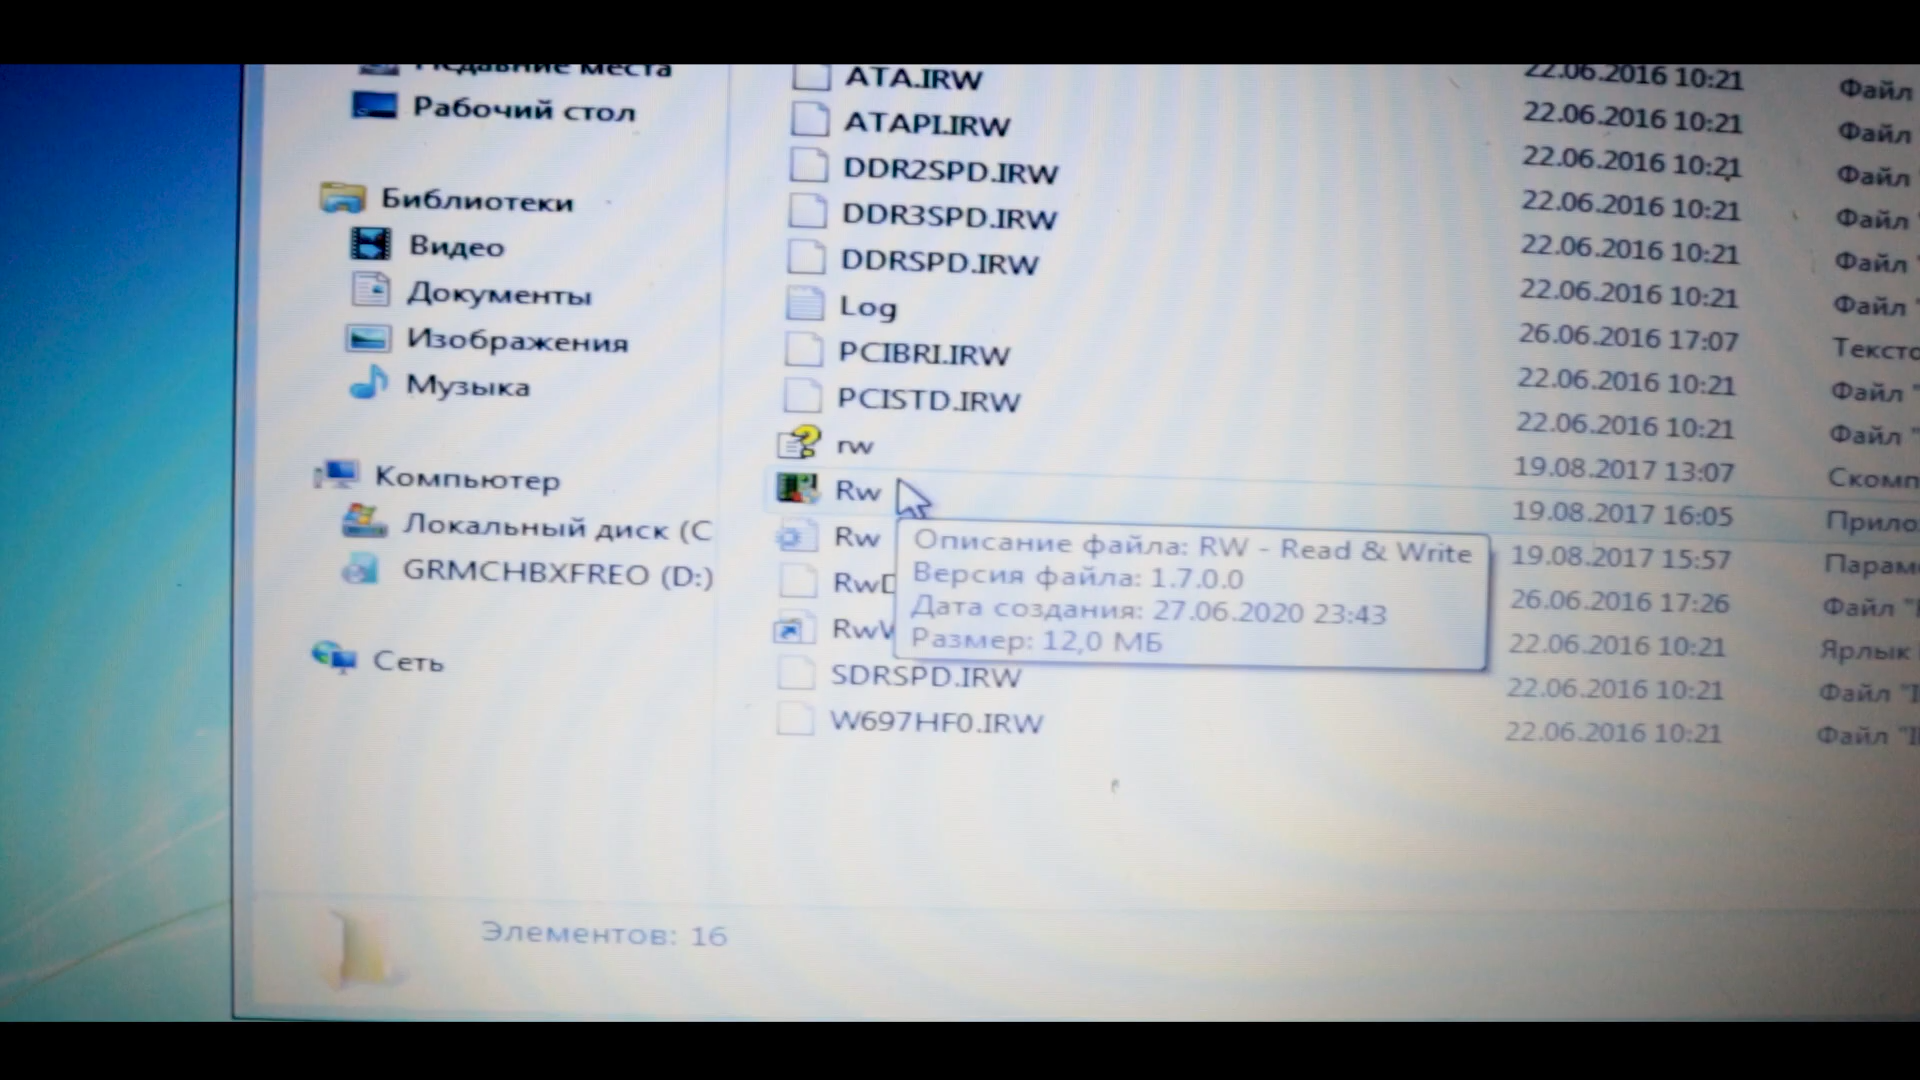 Недавние места
Рабочий стол
Библиотеки
Видео
Документы
Изображения
Музыка
Компьютер
Локальный диск (C
GRMCHBXFREO (D:)
Сеть
ATA.IRW 22.06.2016 10:21 Файл
ATAPI.IRW 22.06.2016 10:21 Файл
DDR2SPD.IRW 22.06.2016 10:21 Файл
DDR3SPD.IRW 22.06.2016 10:21 Файл
DDRSPD.IRW 22.06.2016 10:21 Файл
Log 22.06.2016 10:21 Файл
PCIBRI.IRW 26.06.2016 17:07 Тексто
PCISTD.IRW 22.06.2016 10:21 Файл "
rw 22.06.2016 10:21 Файл "
Rw 19.08.2017 13:07 Скомп
Rw 19.08.2017 16:05 Прило
RwD 19.08.2017 15:57 Парам
RwW 26.06.2016 17:26 Файл "
SDRSPD.IRW 22.06.2016 10:21 Ярлык
W697HF0.IRW 22.06.2016 10:21 Файл "I
22.06.2016 10:21 Файл "I
Описание файла: RW - Read & Write
Версия файла: 1.7.0.0
Дата создания: 27.06.2020 23:43
Размер: 12,0 МБ
Элементов: 16